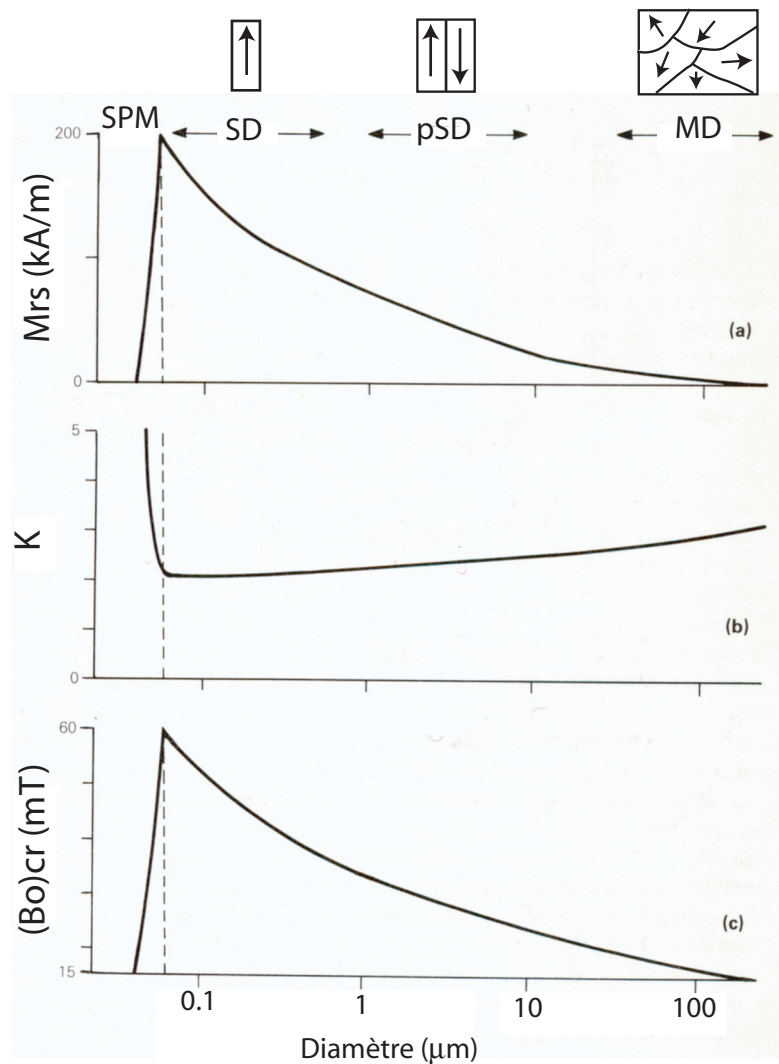 SPM SD pSD MD
200
Mrs (kA/m)
0
(a)
5
K
0
(b)
60
(Bo)cr (mT)
15
(c)
0.1 1 10 100
Diamètre (µm)